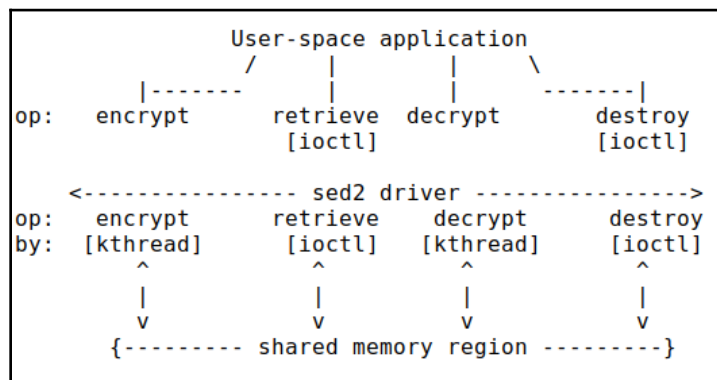 User-space application
/ | | \
|------- | | -------|
op: encrypt retrieve decrypt destroy
[ioctl] [ioctl]
<---------------- sed2 driver ---------------->
op: encrypt retrieve decrypt destroy
by: [kthread] [ioctl] [kthread] [ioctl]
^ ^ ^ ^
| | | |
v v v v
{--------- shared memory region ---------}